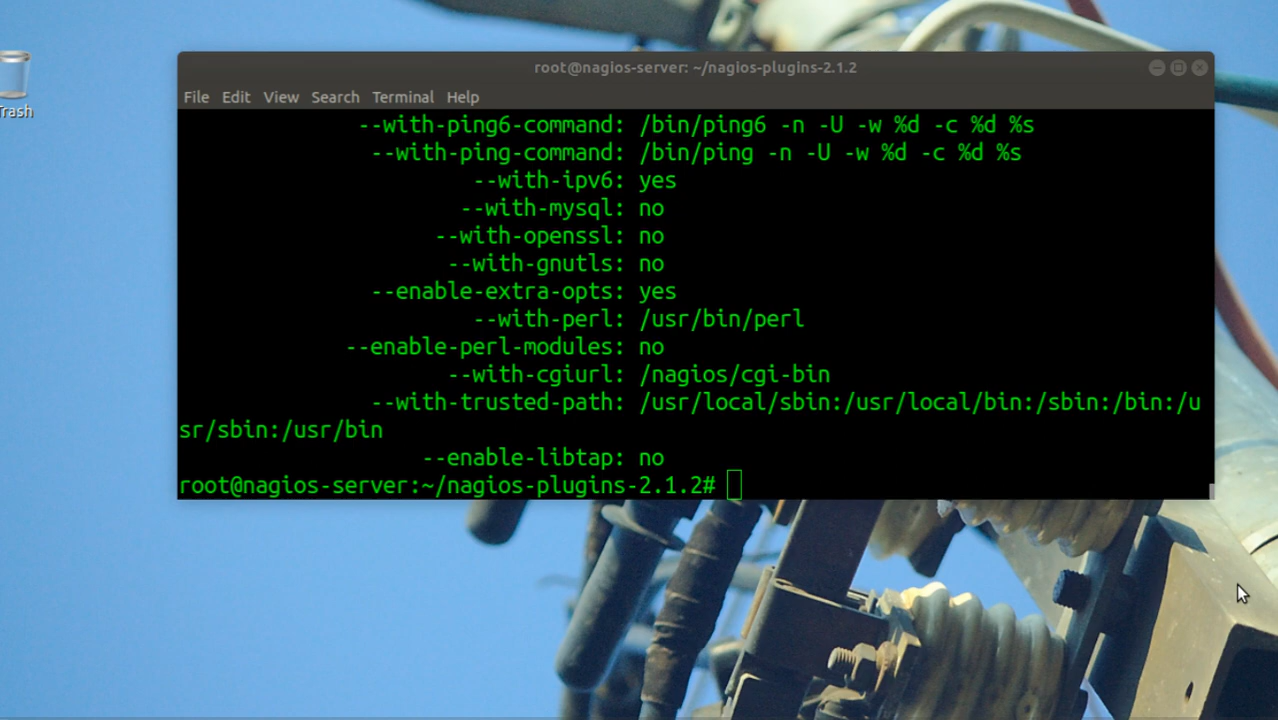 root@nagios-server: ~/nagios-plugins-2.1.2
File Edit View Search Terminal Help
Trash
--with-ping6-command: /bin/ping6 -n -U -w %d -c %d %s
--with-ping-command: /bin/ping -n -U -w %d -c %d %s
--with-ipv6: yes
--with-mysql: no
--with-openssl: no
--with-gnutls: no
--enable-extra-opts: yes
--with-perl: /usr/bin/perl
--enable-perl-modules: no
--with-cgiurl: /nagios/cgi-bin
--with-trusted-path: /usr/local/sbin:/usr/local/bin:/sbin:/bin:/u
sr/sbin:/usr/bin
--enable-libtap: no
root@nagios-server:~/nagios-plugins-2.1.2#